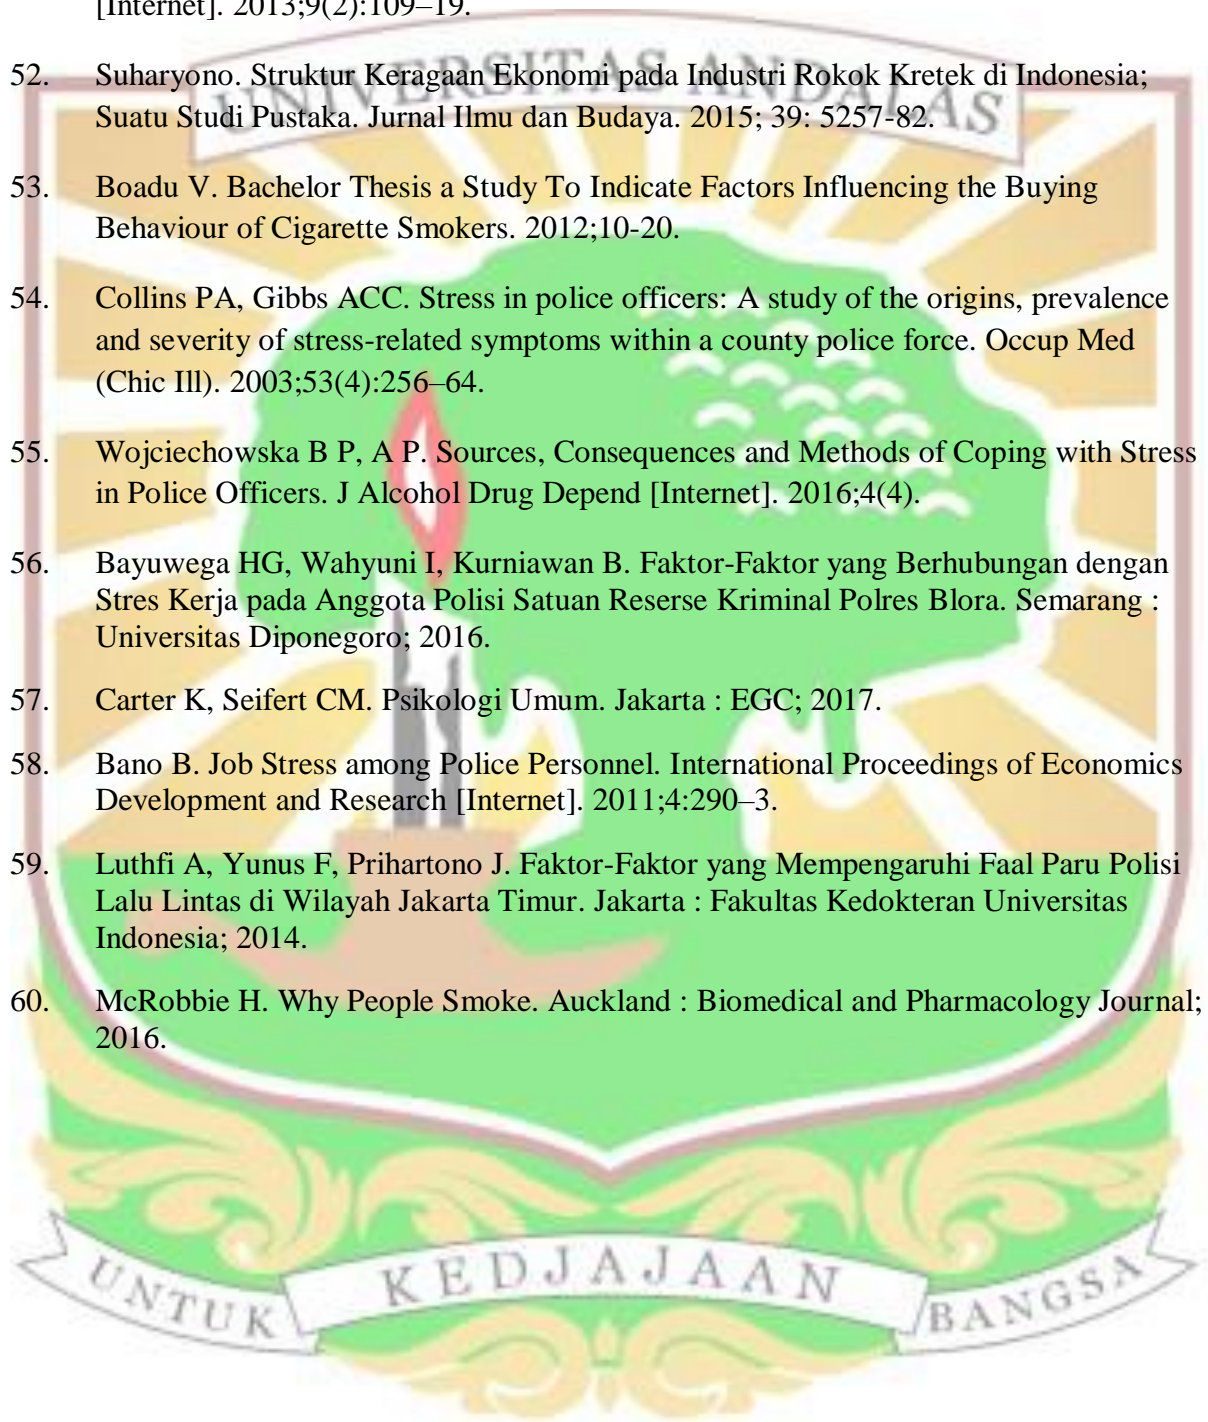 [Internet]. 2013;9(2):109–19.
UNIVERSITAS ANDALAS
52. Suharyono. Struktur Keragaan Ekonomi pada Industri Rokok Kretek di Indonesia;
Suatu Studi Pustaka. Jurnal Ilmu dan Budaya. 2015; 39: 5257-82.
53. Boadu V. Bachelor Thesis a Study To Indicate Factors Influencing the Buying
Behaviour of Cigarette Smokers. 2012;10-20.
54. Collins PA, Gibbs ACC. Stress in police officers: A study of the origins, prevalence
and severity of stress-related symptoms within a county police force. Occup Med
(Chic Ill). 2003;53(4):256–64.
55. Wojciechowska B P, A P. Sources, Consequences and Methods of Coping with Stress
in Police Officers. J Alcohol Drug Depend [Internet]. 2016;4(4).
56. Bayuwega HG, Wahyuni I, Kurniawan B. Faktor-Faktor yang Berhubungan dengan
Stres Kerja pada Anggota Polisi Satuan Reserse Kriminal Polres Blora. Semarang :
Universitas Diponegoro; 2016.
57. Carter K, Seifert CM. Psikologi Umum. Jakarta : EGC; 2017.
58. Bano B. Job Stress among Police Personnel. International Proceedings of Economics
Development and Research [Internet]. 2011;4:290–3.
59. Luthfi A, Yunus F, Prihartono J. Faktor-Faktor yang Mempengaruhi Faal Paru Polisi
Lalu Lintas di Wilayah Jakarta Timur. Jakarta : Fakultas Kedokteran Universitas
Indonesia; 2014.
60. McRobbie H. Why People Smoke. Auckland : Biomedical and Pharmacology Journal;
2016.
UNTUK KEDJAJAAN BANGSA